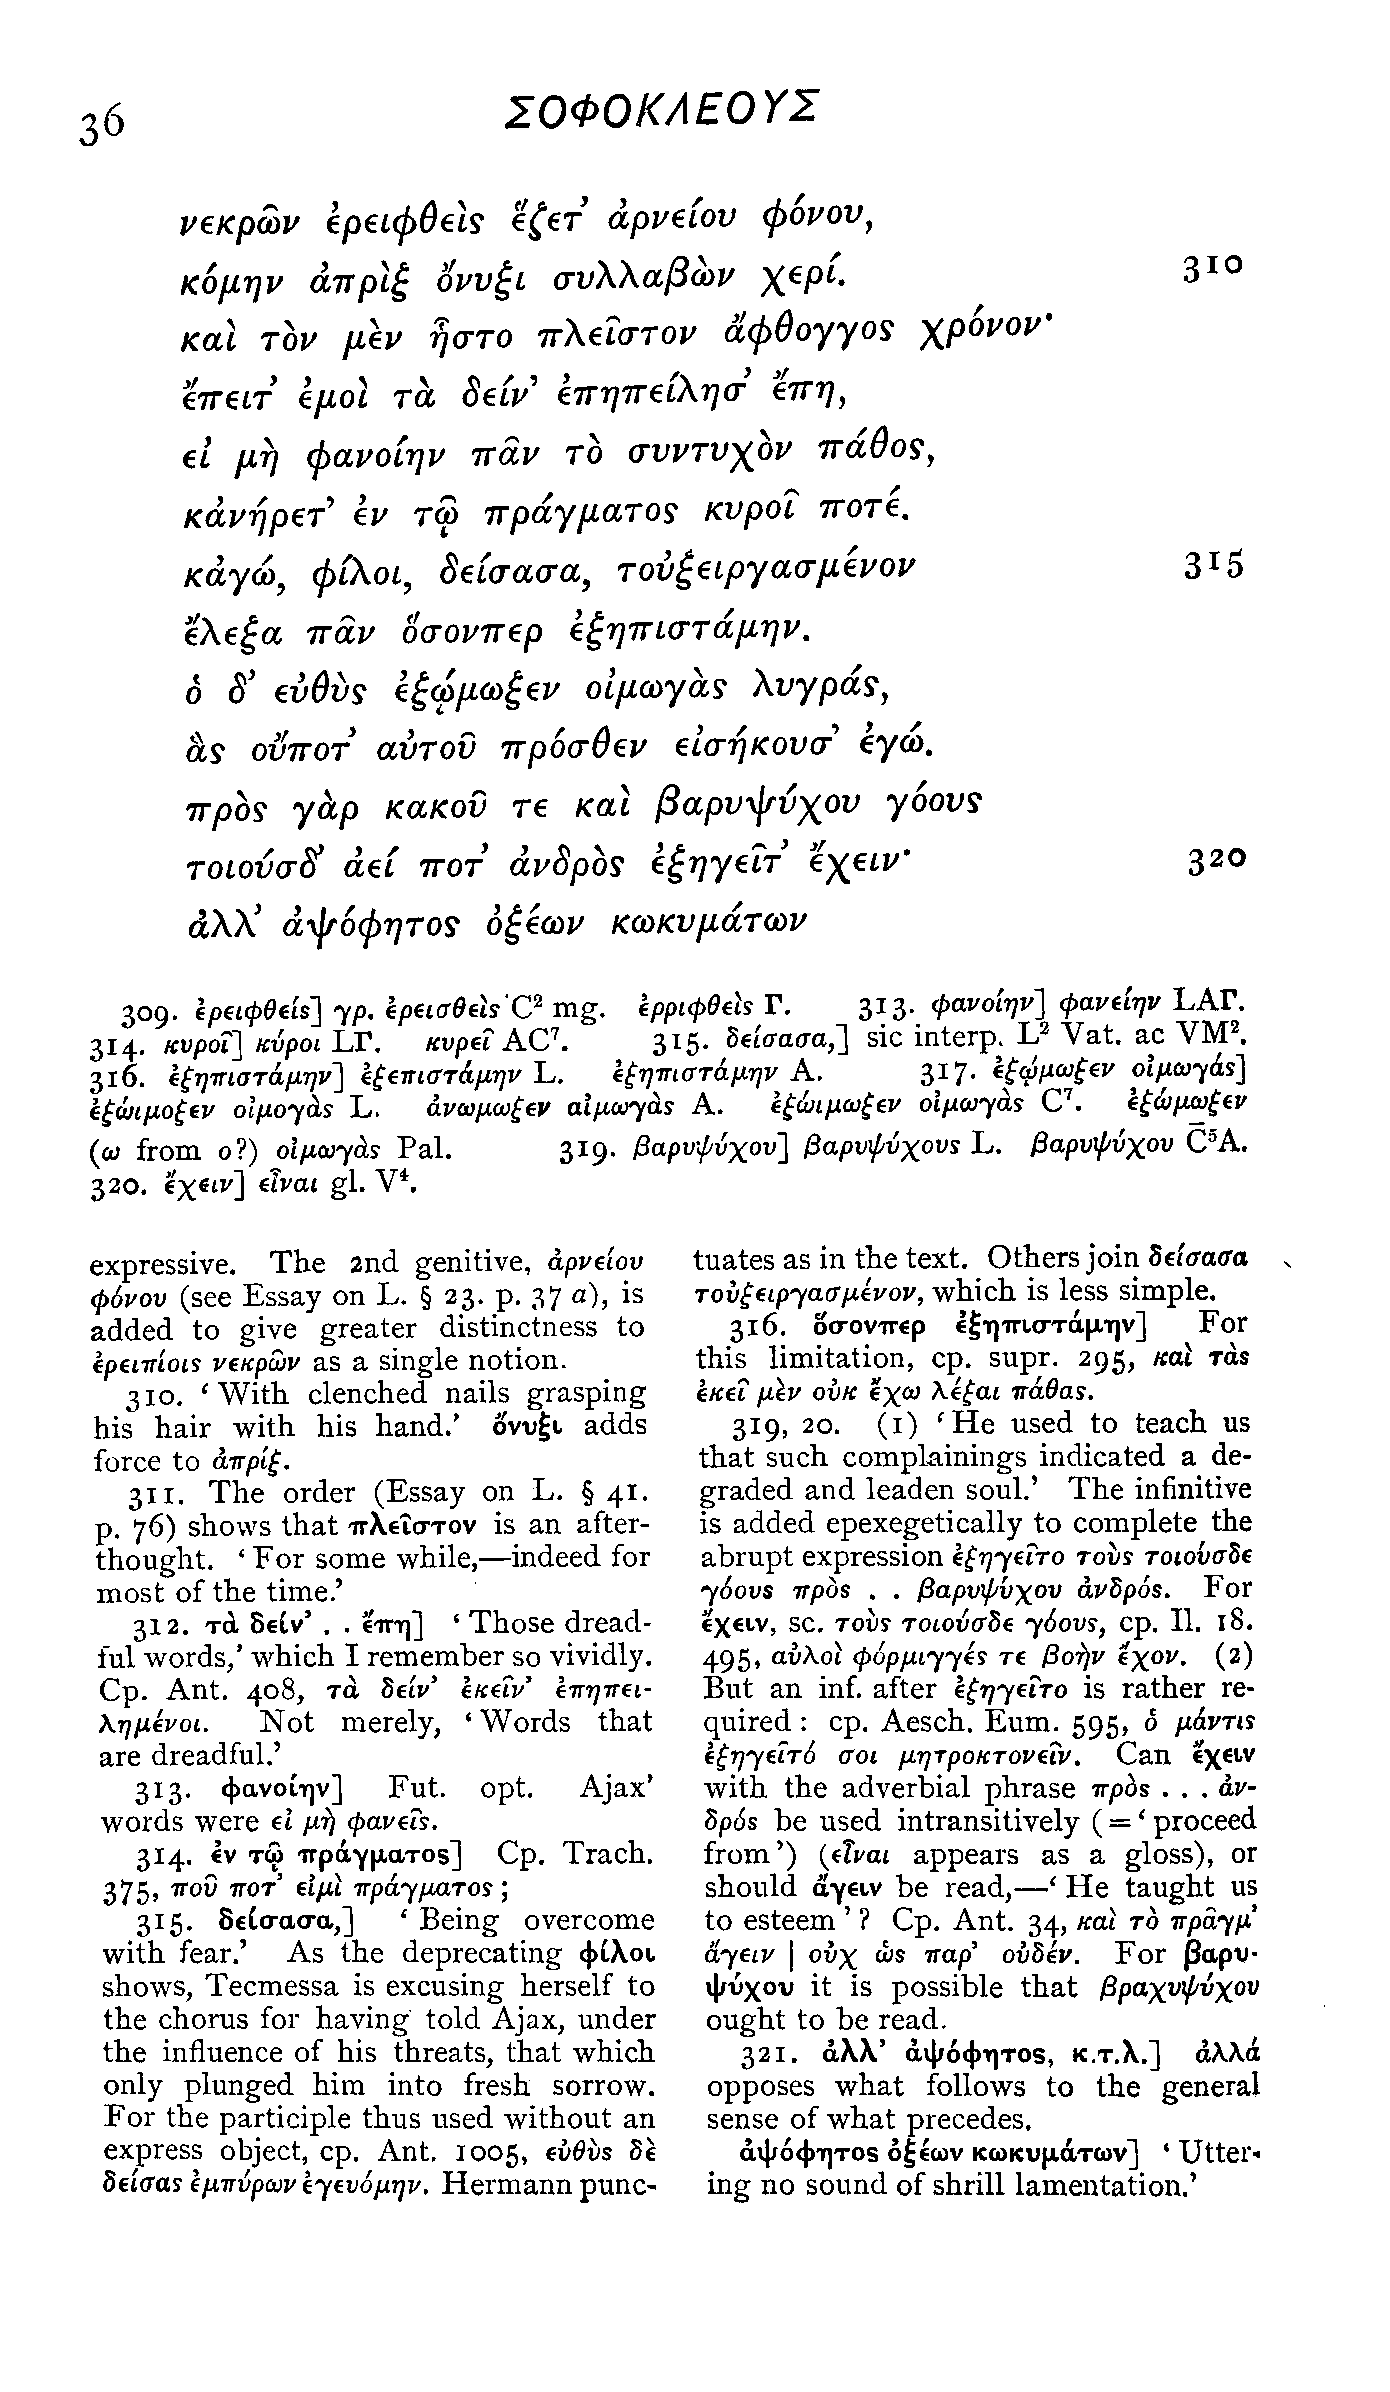 36
ΣΟΦΟΚΛΕΟΥΣ
νεκρῶν ἐρειφθεὶς ἕζετ’ ἀρνείου φόνου,
κόμην ἀπρὶξ ὄνυξι συλλαβὼν χερί. 310
καὶ τὸν μὲν ἧστο πλεῖστον ἄφθογγος χρόνον·
ἔπειτ’ ἐμοὶ τὰ δείν’ ἐπηπείλησ’ ἔπη,
εἰ μὴ φανοίην πᾶν τὸ συντυχὸν πάθος,
κἀνήρετ’ ἐν τῷ πράγματος κυροῖ ποτέ.
κἀγώ, φίλοι, δείσασα, τοὐξειργασμένον 315
ἔλεξα πᾶν ὅσονπερ ἐξηπιστάμην.
ὁ δ’ εὐθὺς ἐξῴμωξεν οἰμωγὰς λυγράς,
ἃς οὔποτ’ αὐτοῦ πρόσθεν εἰσήκουσ’ ἐγώ.
πρὸς γὰρ κακοῦ τε καὶ βαρυψύχου γόους
τοιούσδ’ ἀεί ποτ’ ἀνδρὸς ἐξηγεῖτ’ ἔχειν· 320
ἀλλ’ ἀψόφητος ὀξέων κωκυμάτων
309. ἐρειφθείς] γρ. ἐρεισθεὶς C² mg. ἐρριφθεὶς Γ. 313. φανοίην] φανείην LAΓ.
314. κυροῖ] κύροι LΓ. κυρεῖ AC⁷. 315. δείσασα,] sic interp. L² Vat. ac VM².
316. ἐξηπιστάμην] ἐξεπιστάμην L. ἐξηπιστάμην A. 317. ἐξῴμωξεν οἰμωγάς]
ἐξώιμοξεν οἰμογὰς L. ἀνωμωξεν αἰμωγὰς A. ἐξώιμωξεν οἰμωγὰς C⁷. ἐξώμωξεν
(ω from ο?) οἰμωγὰς Pal. 319. βαρυψύχου] βαρυψύχους L. βαρυψύχου C⁵A.
320. ἔχειν] εἶναι gl. V⁴.
expressive. The 2nd genitive, ἀρνείου
φόνου (see Essay on L. § 23. p. 37 a), is
added to give greater distinctness to
ἐρειπίοις νεκρῶν as a single notion.
310. ‘With clenched nails grasping
his hair with his hand.’ ὄνυξι adds
force to ἀπρίξ.
311. The order (Essay on L. § 41.
p. 76) shows that πλεῖστον is an after-
thought. ‘For some while,—indeed for
most of the time.’
312. τὰ δείν’ . . ἔπη] ‘Those dread-
ful words,’ which I remember so vividly.
Cp. Ant. 408, τὰ δείν’ ἐκεῖν’ ἐπηπει-
λημένοι. Not merely, ‘Words that
are dreadful.’
313. φανοίην] Fut. opt. Ajax’
words were εἰ μὴ φανεῖς.
314. ἐν τῷ πράγματος] Cp. Trach.
375, ποῦ ποτ’ εἰμὶ πράγματος ;
315. δείσασα,] ‘Being overcome
with fear.’ As the deprecating φίλοι
shows, Tecmessa is excusing herself to
the chorus for having told Ajax, under
the influence of his threats, that which
only plunged him into fresh sorrow.
For the participle thus used without an
express object, cp. Ant. 1005, εὐθὺς δὲ
δείσας ἐμπύρων ἐγευόμην. Hermann punc-
tuates as in the text. Others join δείσασα
τοὐξειργασμένον, which is less simple.
316. ὅσονπερ ἐξηπιστάμην] For
this limitation, cp. supr. 295, καὶ τὰς
ἐκεῖ μὲν οὐκ ἔχω λέξαι πάθας.
319, 20. (1) ‘He used to teach us
that such complainings indicated a de-
graded and leaden soul.’ The infinitive
is added epexegetically to complete the
abrupt expression ἐξηγεῖτο τοὺς τοιούσδε
γόους πρὸς . . βαρυψύχου ἀνδρός. For
ἔχειν, sc. τοὺς τοιούσδε γόους, cp. Il. 18.
495, αὐλοὶ φόρμιγγές τε βοὴν ἔχον. (2)
But an inf. after ἐξηγεῖτο is rather re-
quired: cp. Aesch. Eum. 595, ὁ μάντις
ἐξηγεῖτό σοι μητροκτονεῖν. Can ἔχειν
with the adverbial phrase πρὸς . . . ἀν-
δρός be used intransitively (=‘proceed
from’) (εἶναι appears as a gloss), or
should ἄγειν be read,—‘He taught us
to esteem’? Cp. Ant. 34, καὶ τὸ πρᾶγμ’
ἄγειν | οὐχ ὡς παρ’ οὐδέν. For βαρυ-
ψύχου it is possible that βραχυψύχου
ought to be read.
321. ἀλλ’ ἀψόφητος, κ.τ.λ.] ἀλλά
opposes what follows to the general
sense of what precedes.
ἀψόφητος ὀξέων κωκυμάτων] ‘Utter-
ing no sound of shrill lamentation.’